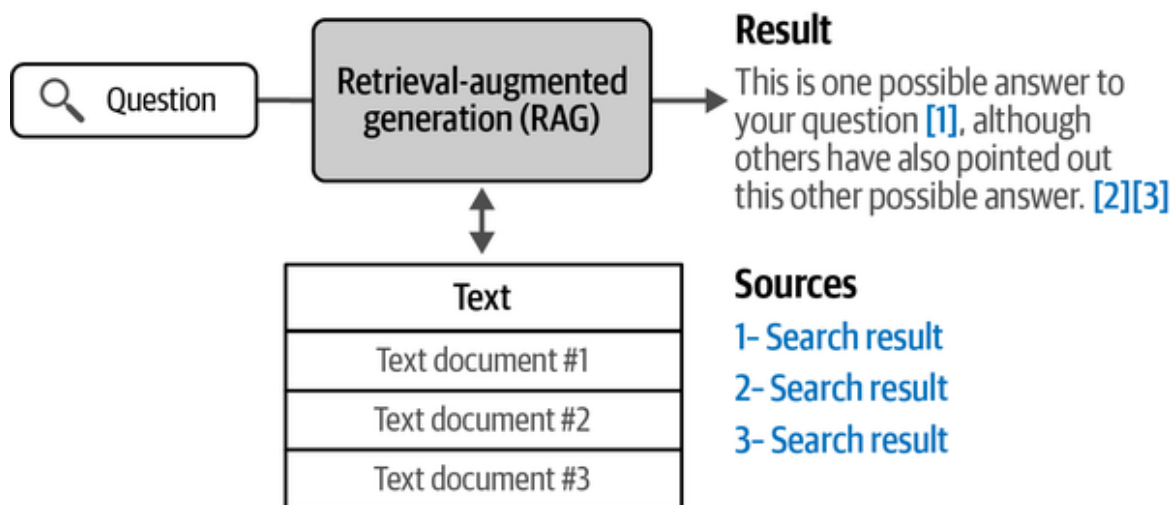 Question
Retrieval-augmented
generation (RAG)
Result
This is one possible answer to
your question [1], although
others have also pointed out
this other possible answer. [2][3]
Text
Text document #1
Text document #2
Text document #3
Sources
1– Search result
2– Search result
3– Search result